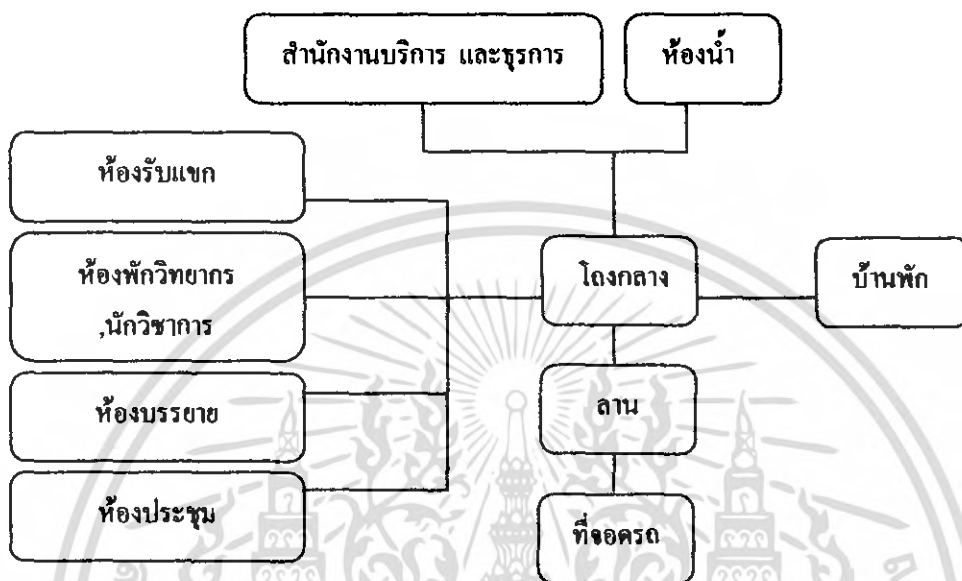 สำนักงานบริการ และธุรการ
ห้องน้ำ
ห้องรับแขก
ห้องพักวิทยากร
,นักวิชาการ
โถงกลาง
บ้านพัก
ห้องบรรยาย
ลาน
ห้องประชุม
ที่จอดรถ